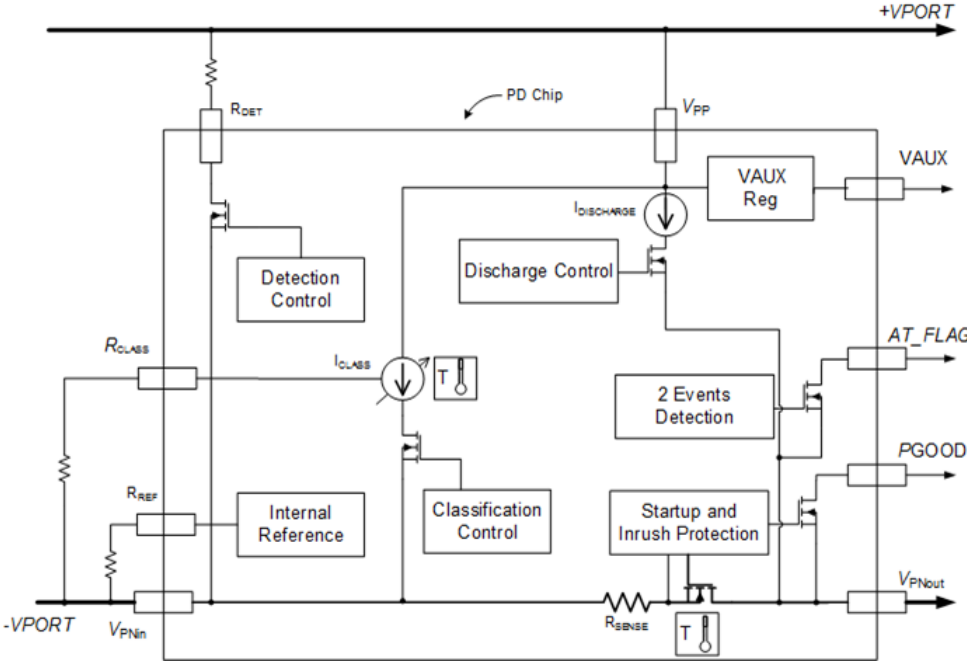 +VPORT
PD Chip
RDET
VPP
VAUX
VAUX
Reg
IDISCHARGE
Discharge Control
Detection
Control
RCLASS
ICLASS
T
AT_FLAG
2 Events
Detection
PGOOD
RREF
Internal
Reference
Classification
Control
Startup and
Inrush Protection
-VPORT
VPNin
RSENSE
T
VPNout